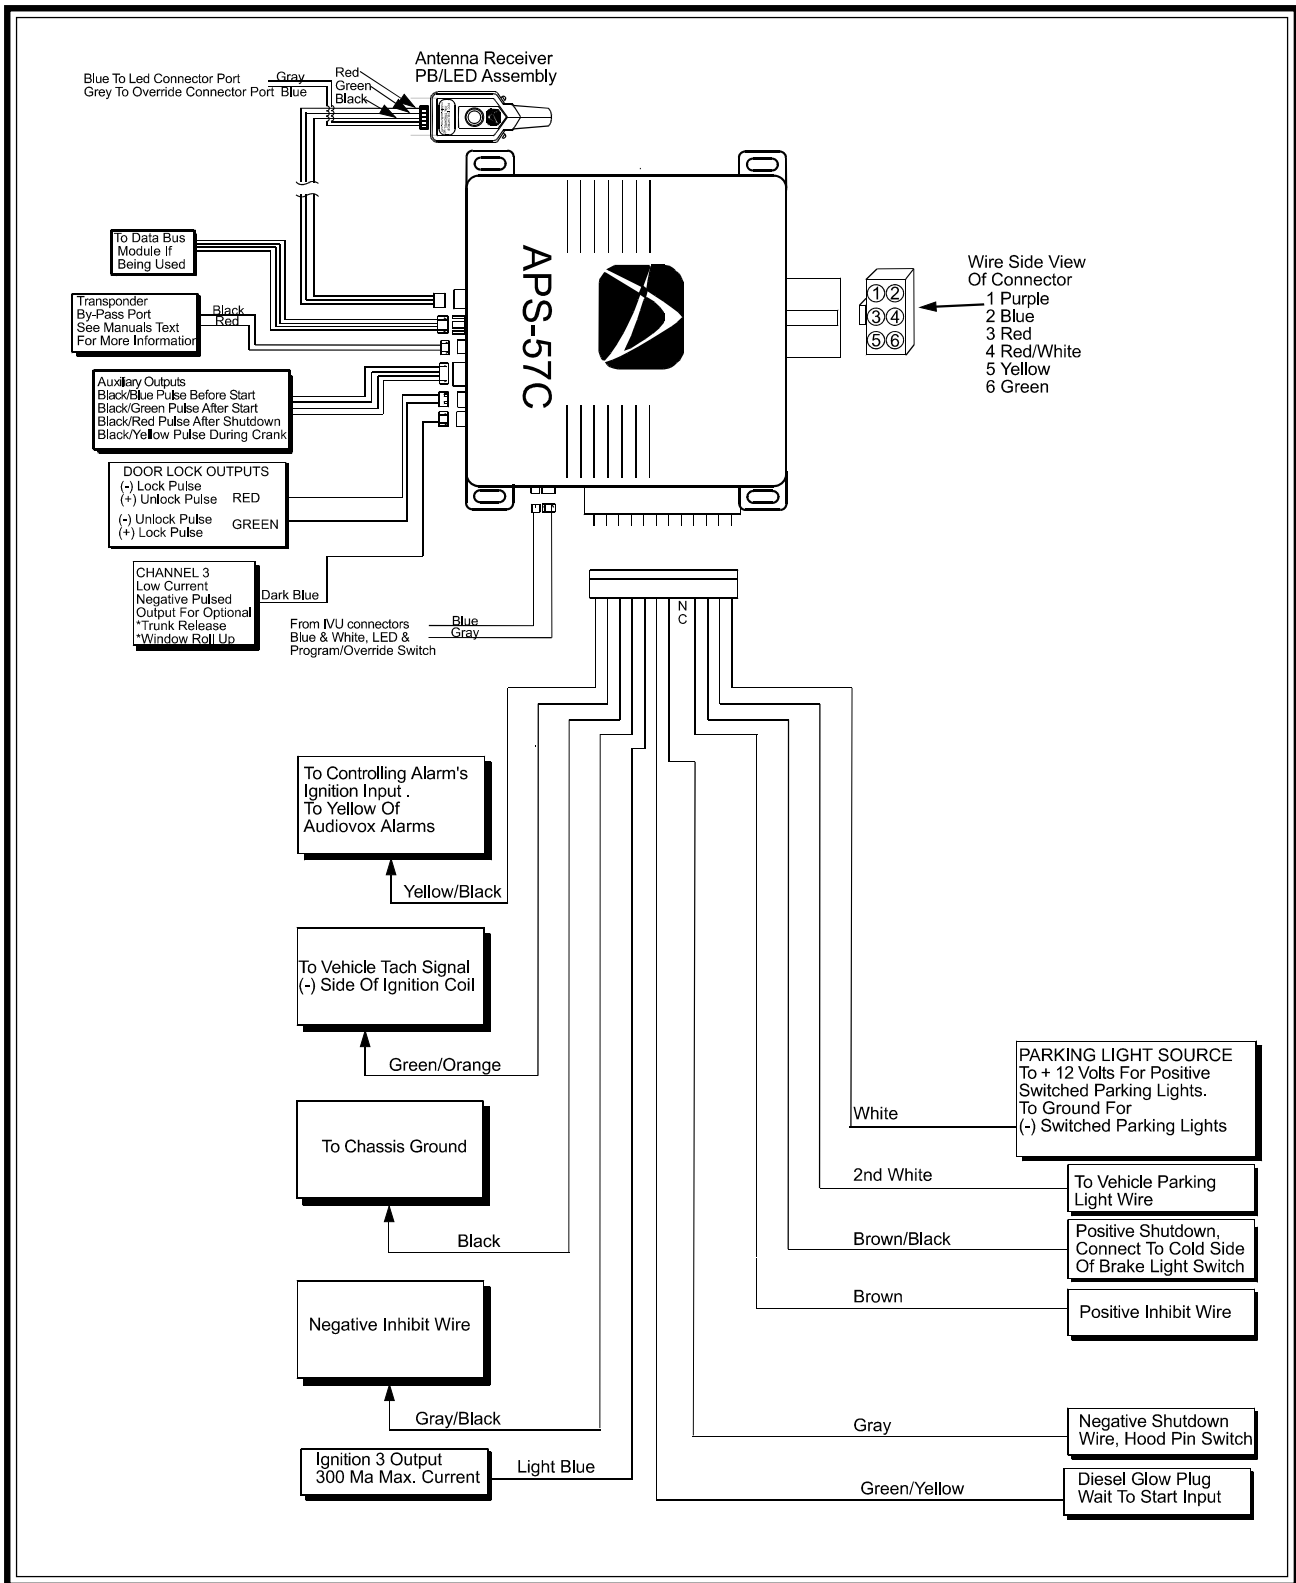 Antenna Receiver
PB/LED Assembly
Blue To Led Connector Port
Grey To Override Connector Port
Gray
Blue
Red
Green
Black
To Data Bus
Module If
Being Used
Transponder
By-Pass Port
See Manuals Text
For More Information
Black
Red
Auxiliary Outputs
Black/Blue Pulse Before Start
Black/Green Pulse After Start
Black/Red Pulse After Shutdown
Black/Yellow Pulse During Crank
DOOR LOCK OUTPUTS
(-) Lock Pulse
(+) Unlock Pulse RED
(-) Unlock Pulse
(+) Lock Pulse GREEN
CHANNEL 3
Low Current
Negative Pulsed
Output For Optional
*Trunk Release
*Window Roll Up
Dark Blue
APS-57C
Wire Side View
Of Connector
1 Purple
2 Blue
3 Red
4 Red/White
5 Yellow
6 Green
1 2
3 4
5 6
From IVU connectors
Blue & White, LED &
Program/Override Switch
Blue
Gray
N
C
To Controlling Alarm's
Ignition Input .
To Yellow Of
Audiovox Alarms
Yellow/Black
To Vehicle Tach Signal
(-) Side Of Ignition Coil
Green/Orange
To Chassis Ground
Black
Negative Inhibit Wire
Gray/Black
Ignition 3 Output
300 Ma Max. Current
Light Blue
White
PARKING LIGHT SOURCE
To + 12 Volts For Positive
Switched Parking Lights.
To Ground For
(-) Switched Parking Lights
2nd White
To Vehicle Parking
Light Wire
Brown/Black
Positive Shutdown,
Connect To Cold Side
Of Brake Light Switch
Brown
Positive Inhibit Wire
Gray
Negative Shutdown
Wire, Hood Pin Switch
Green/Yellow
Diesel Glow Plug
Wait To Start Input